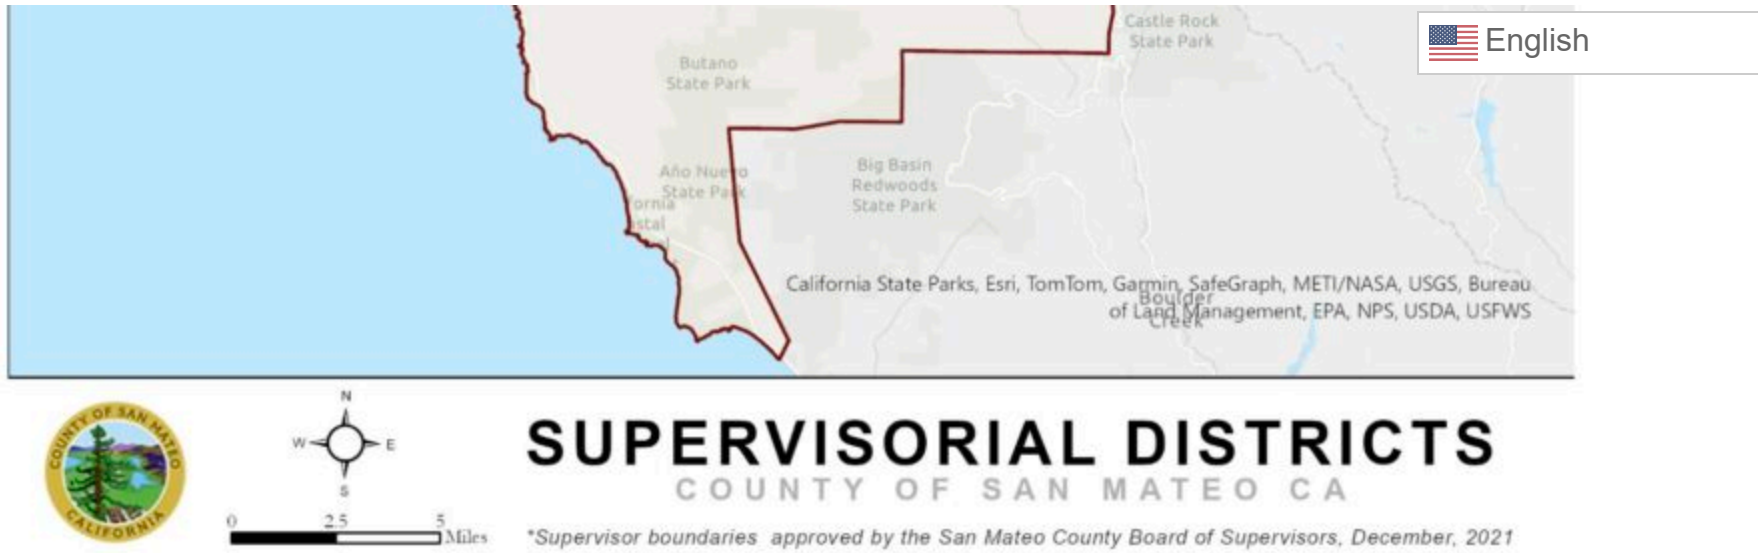 Castle Rock
State Park
English
Butano
State Park
Año Nuevo
State Park
Big Basin
Redwoods
State Park
California State Parks, Esri, TomTom, Garmin, SafeGraph, METI/NASA, USGS, Bureau
of Land Management, EPA, NPS, USDA, USFWS
Boulder
Creek
COUNTY OF SAN MATEO
CALIFORNIA
N
W E
S
0 2.5 5
Miles
SUPERVISORIAL DISTRICTS
COUNTY OF SAN MATEO CA
*Supervisor boundaries approved by the San Mateo County Board of Supervisors, December, 2021